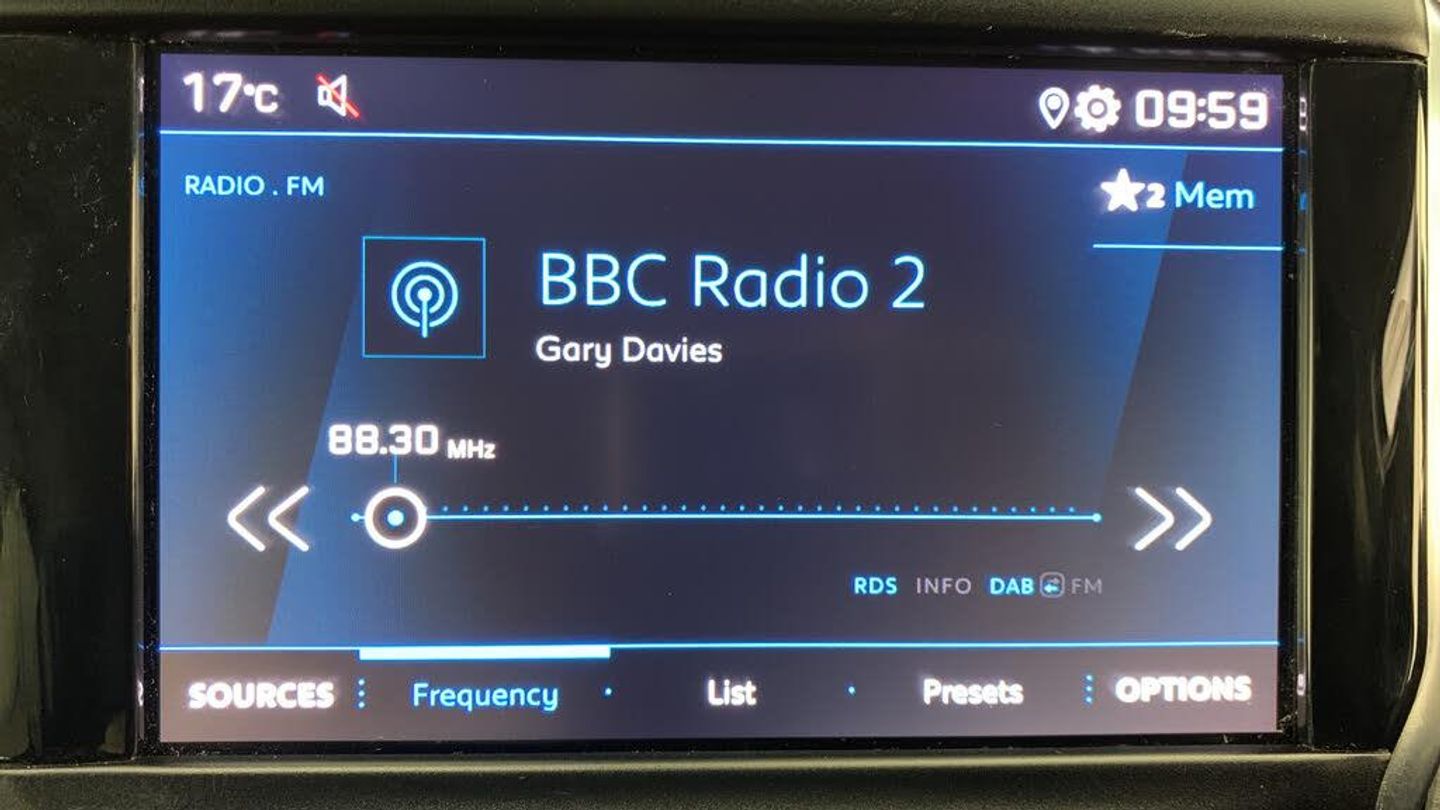 17°C 09:59
RADIO . FM
2 Mem
BBC Radio 2
Gary Davies
88.30 MHz
RDS INFO DAB FM
SOURCES Frequency List Presets OPTIONS